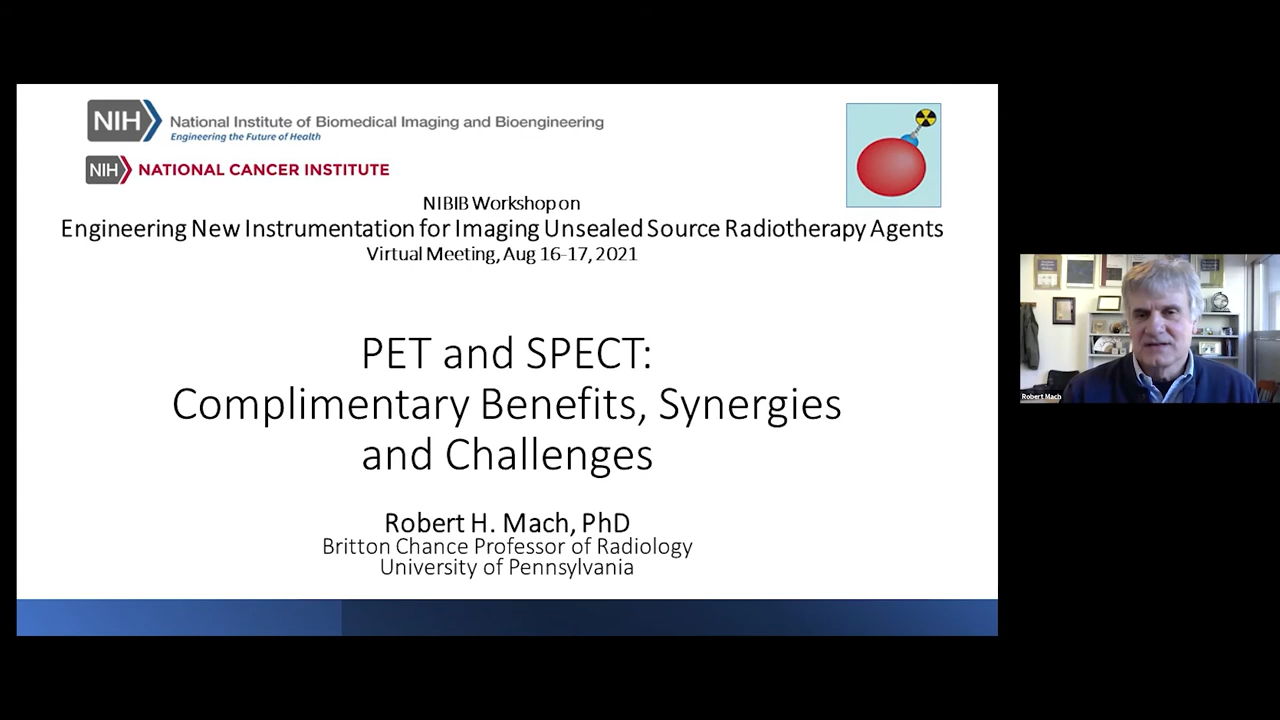 NIH
National Institute of Biomedical Imaging and Bioengineering
Engineering the Future of Health
NIH
NATIONAL CANCER INSTITUTE
NIBIB Workshop on
Engineering New Instrumentation for Imaging Unsealed Source Radiotherapy Agents
Virtual Meeting, Aug 16-17, 2021
PET and SPECT:
Complimentary Benefits, Synergies
and Challenges
Robert H. Mach, PhD
Britton Chance Professor of Radiology
University of Pennsylvania
Robert Mach